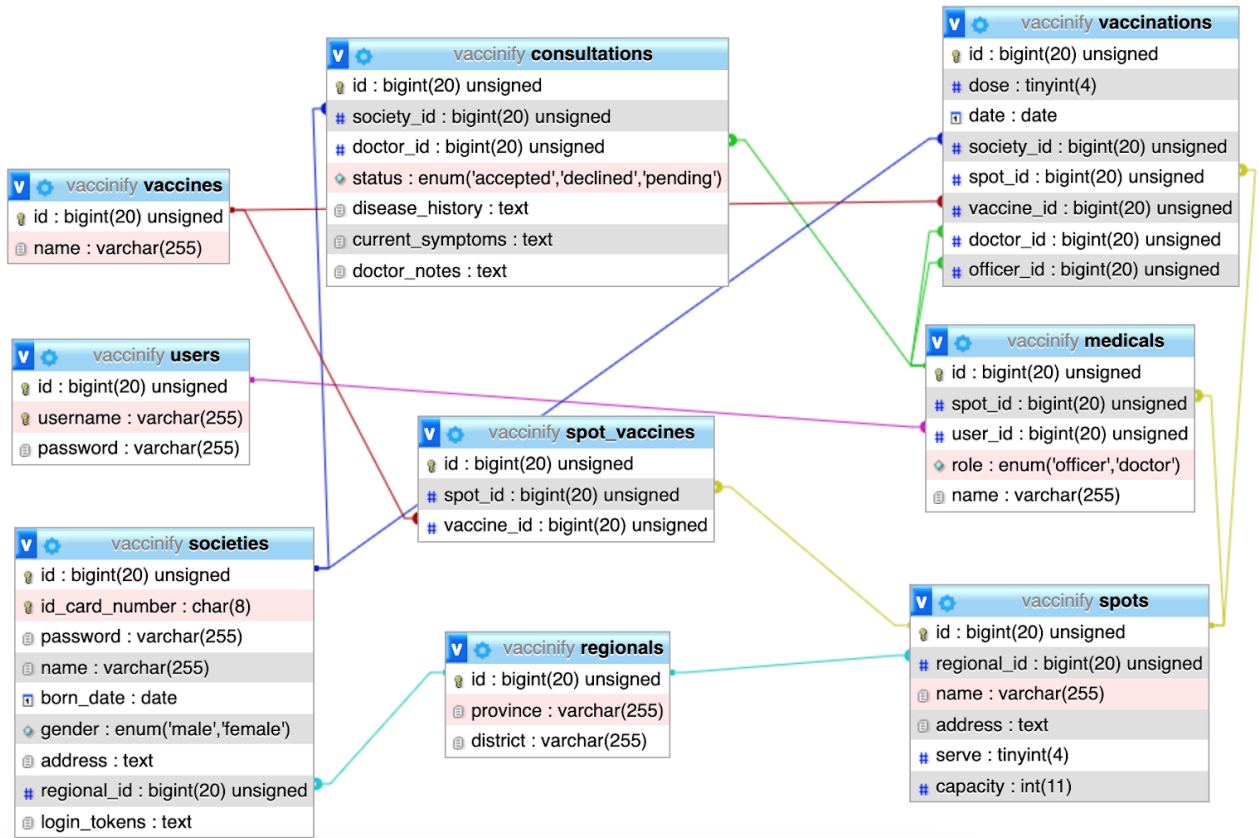 vaccinify vaccinations
id : bigint(20) unsigned
dose : tinyint(4)
date : date
society_id : bigint(20) unsigned
spot_id : bigint(20) unsigned
vaccine_id : bigint(20) unsigned
doctor_id : bigint(20) unsigned
officer_id : bigint(20) unsigned
vaccinify consultations
id : bigint(20) unsigned
society_id : bigint(20) unsigned
doctor_id : bigint(20) unsigned
status : enum('accepted','declined','pending')
disease_history : text
current_symptoms : text
doctor_notes : text
vaccinify vaccines
id : bigint(20) unsigned
name : varchar(255)
vaccinify users
id : bigint(20) unsigned
username : varchar(255)
password : varchar(255)
vaccinify medicals
id : bigint(20) unsigned
spot_id : bigint(20) unsigned
user_id : bigint(20) unsigned
role : enum('officer','doctor')
name : varchar(255)
vaccinify spot_vaccines
id : bigint(20) unsigned
spot_id : bigint(20) unsigned
vaccine_id : bigint(20) unsigned
vaccinify societies
id : bigint(20) unsigned
id_card_number : char(8)
password : varchar(255)
name : varchar(255)
born_date : date
gender : enum('male','female')
address : text
regional_id : bigint(20) unsigned
login_tokens : text
vaccinify regionals
id : bigint(20) unsigned
province : varchar(255)
district : varchar(255)
vaccinify spots
id : bigint(20) unsigned
regional_id : bigint(20) unsigned
name : varchar(255)
address : text
serve : tinyint(4)
capacity : int(11)